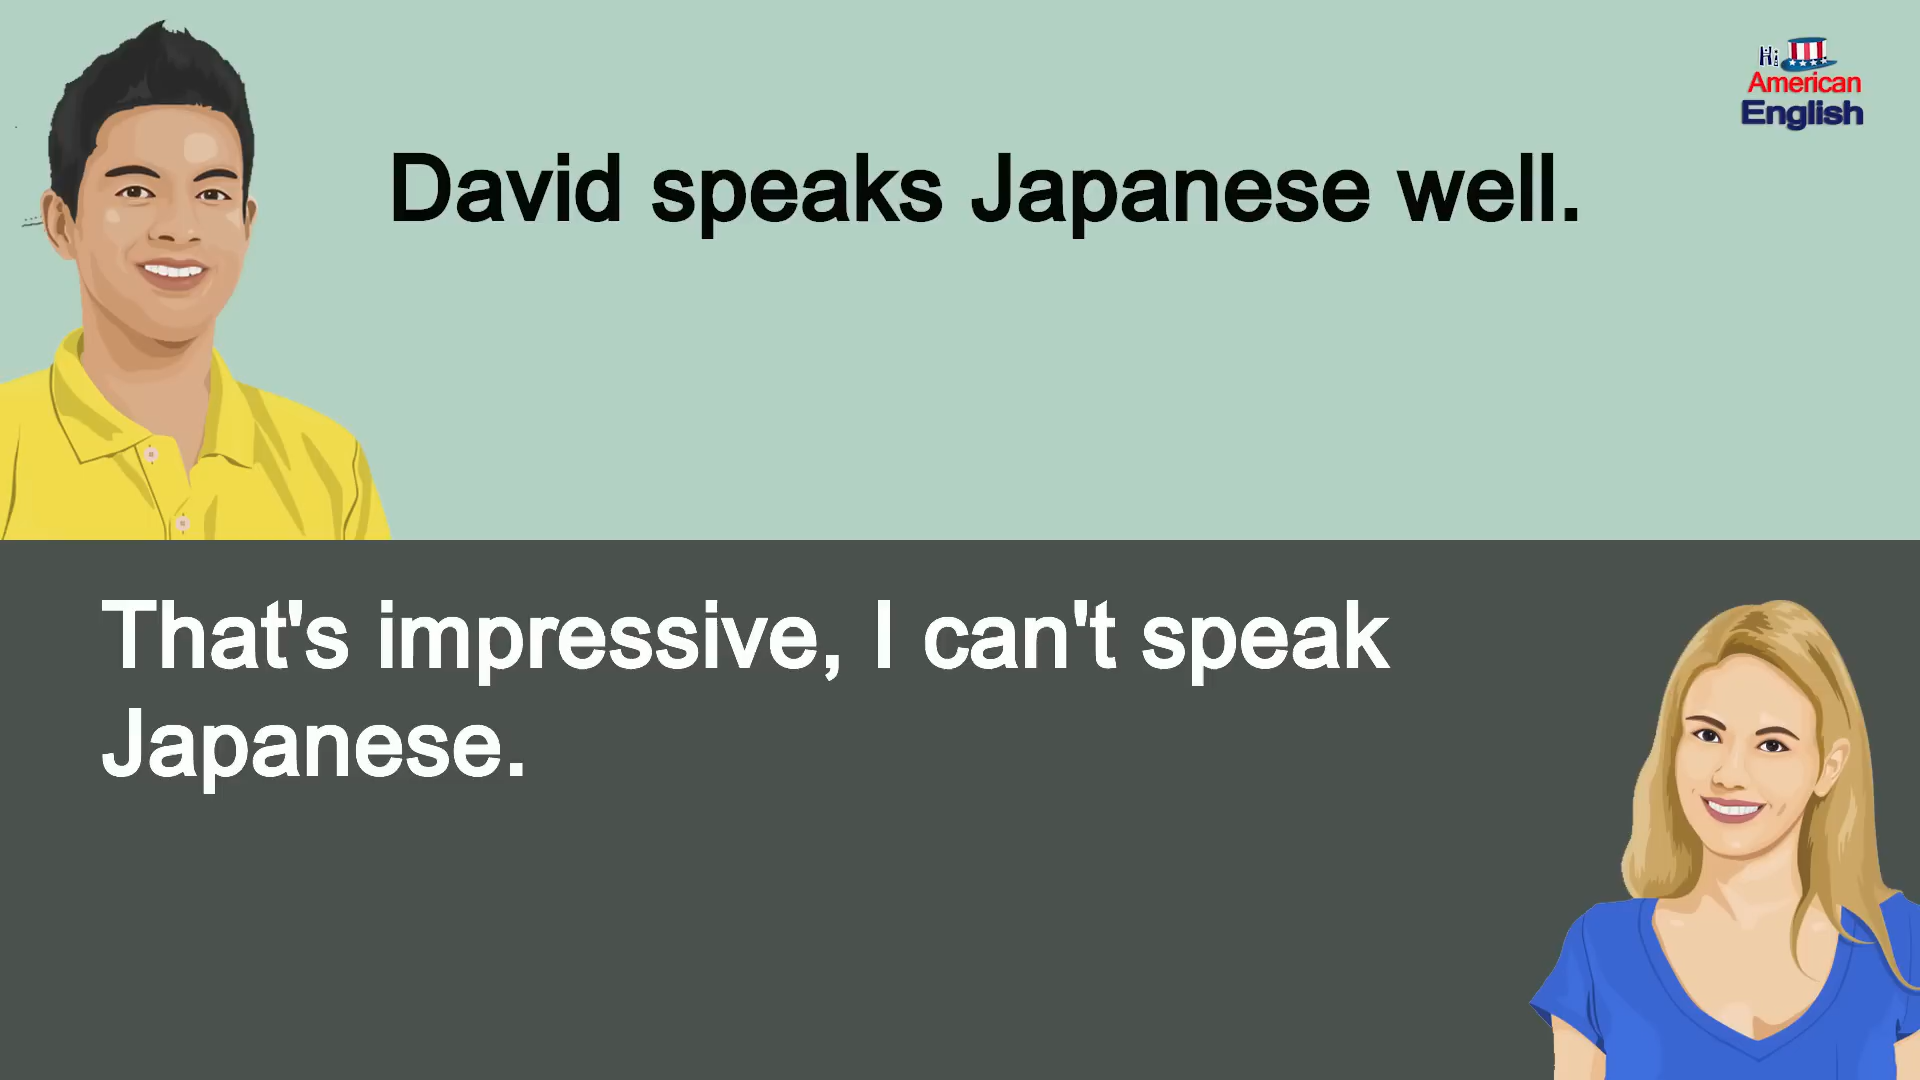 Hi
American
English
David speaks Japanese well.
That's impressive, I can't speak
Japanese.